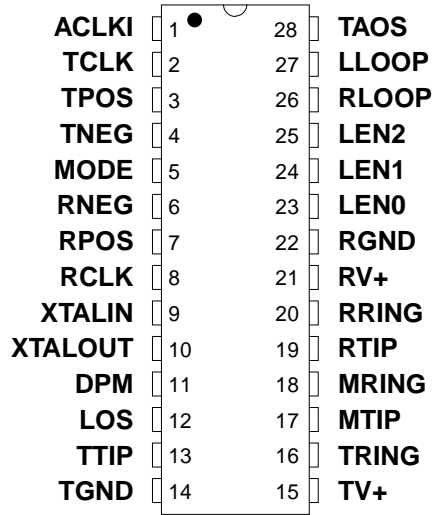 ACLKI 1 28 TAOS
TCLK 2 27 LLOOP
TPOS 3 26 RLOOP
TNEG 4 25 LEN2
MODE 5 24 LEN1
RNEG 6 23 LEN0
RPOS 7 22 RGND
RCLK 8 21 RV+
XTALIN 9 20 RRING
XTALOUT 10 19 RTIP
DPM 11 18 MRING
LOS 12 17 MTIP
TTIP 13 16 TRING
TGND 14 15 TV+